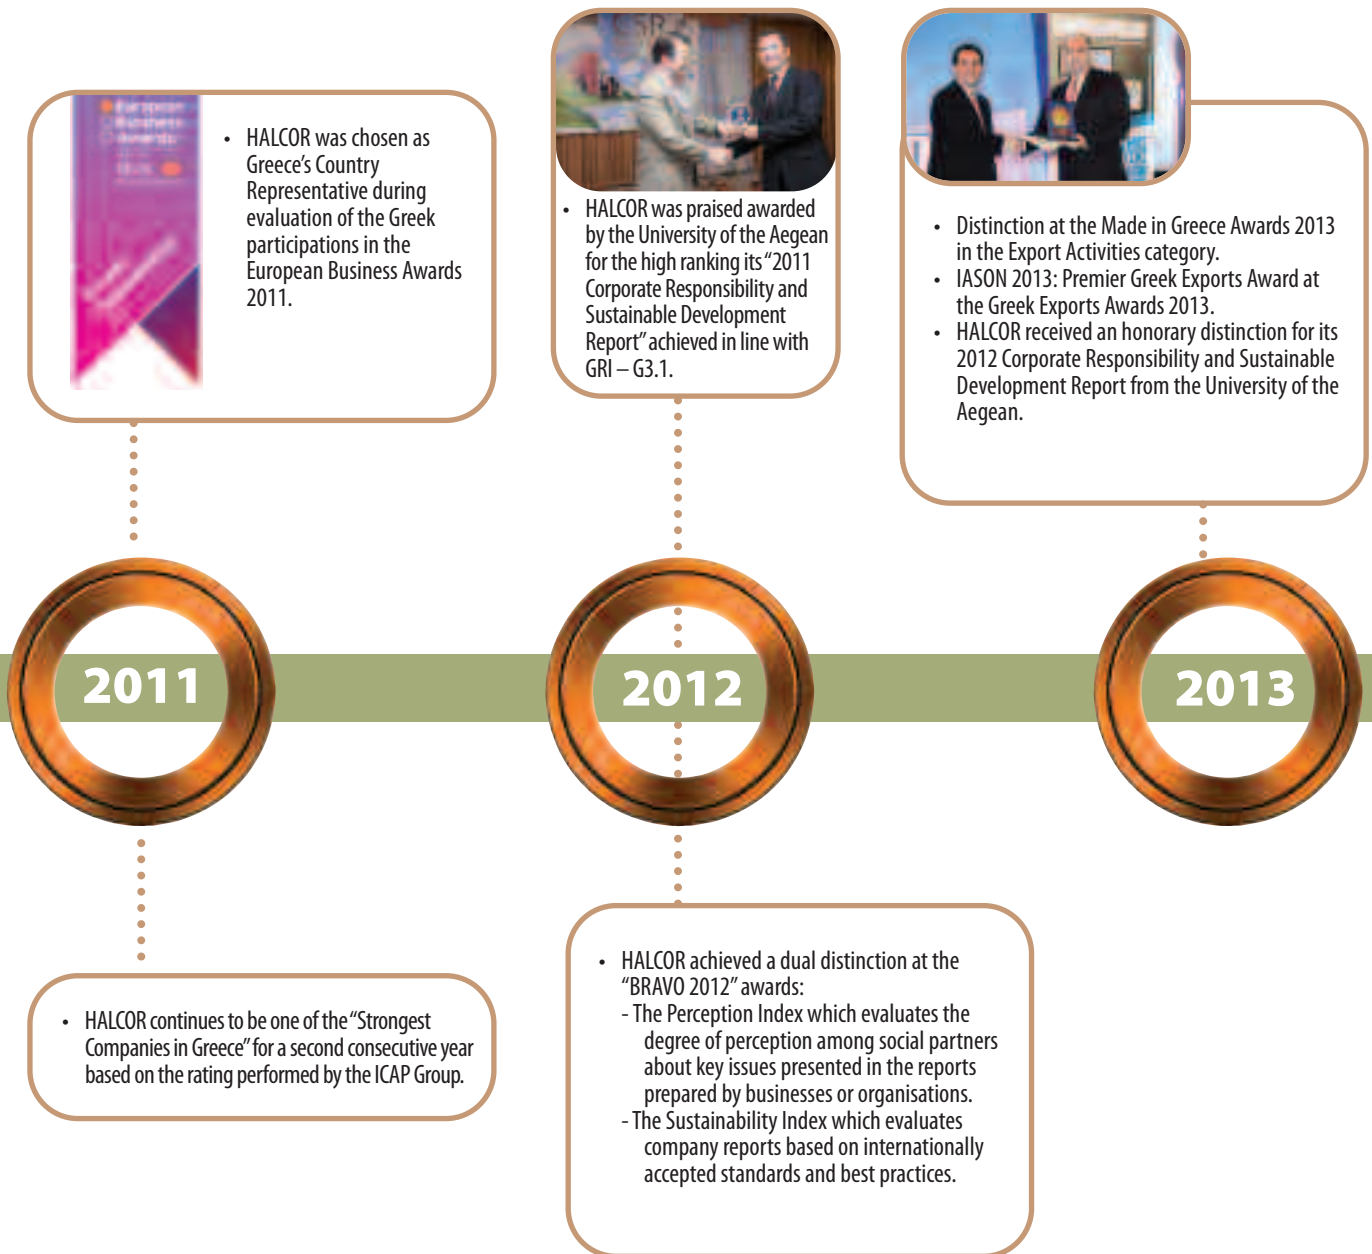 European
Business
Awards
• HALCOR was chosen as
Greece's Country
Representative during
evaluation of the Greek
participations in the
European Business Awards
2011.
CSR
• HALCOR was praised awarded
by the University of the Aegean
for the high ranking its “2011
Corporate Responsibility and
Sustainable Development
Report” achieved in line with
GRI – G3.1.
• Distinction at the Made in Greece Awards 2013
in the Export Activities category.
• IASON 2013: Premier Greek Exports Award at
the Greek Exports Awards 2013.
• HALCOR received an honorary distinction for its
2012 Corporate Responsibility and Sustainable
Development Report from the University of the
Aegean.
2011
2012
2013
• HALCOR continues to be one of the “Strongest
Companies in Greece” for a second consecutive year
based on the rating performed by the ICAP Group.
• HALCOR achieved a dual distinction at the
“BRAVO 2012” awards:
- The Perception Index which evaluates the
degree of perception among social partners
about key issues presented in the reports
prepared by businesses or organisations.
- The Sustainability Index which evaluates
company reports based on internationally
accepted standards and best practices.